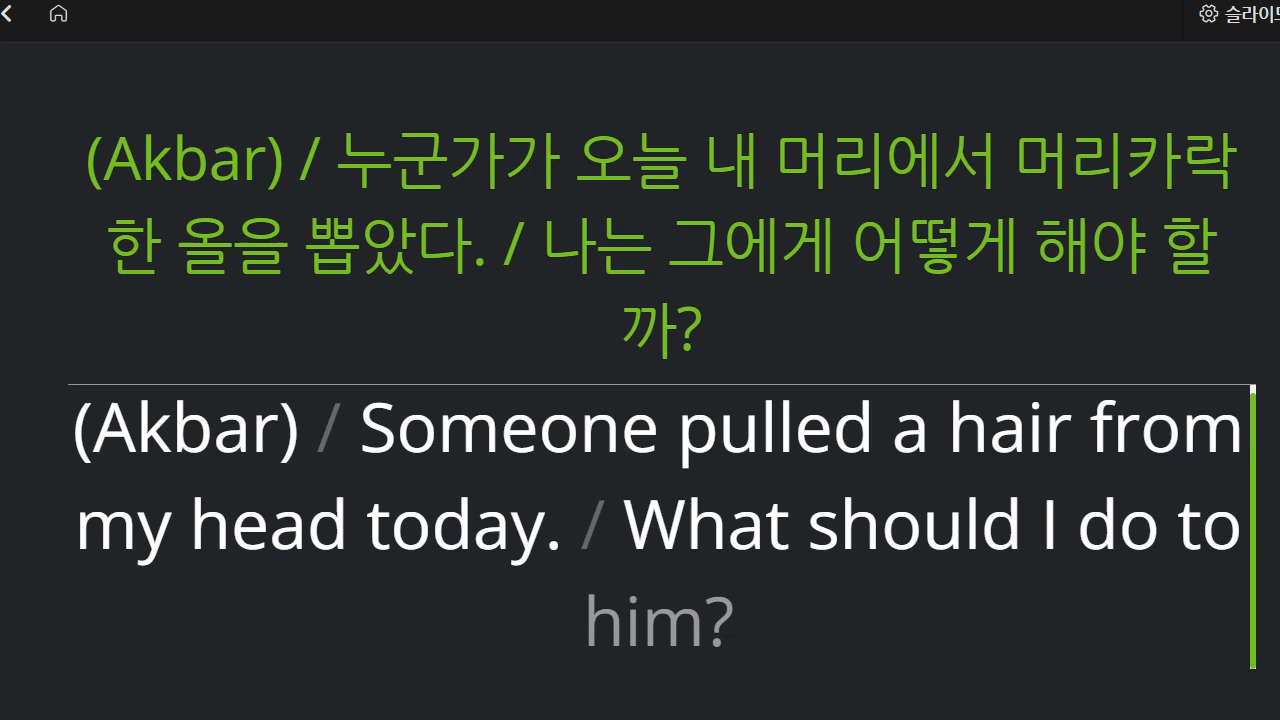 슬라이드
(Akbar) / 누군가가 오늘 내 머리에서 머리카락
한 올을 뽑았다. / 나는 그에게 어떻게 해야 할
까?
(Akbar) / Someone pulled a hair from
my head today. / What should I do to
him?